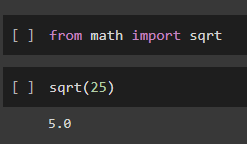 [ ] from math import sqrt
[ ] sqrt(25)
5.0